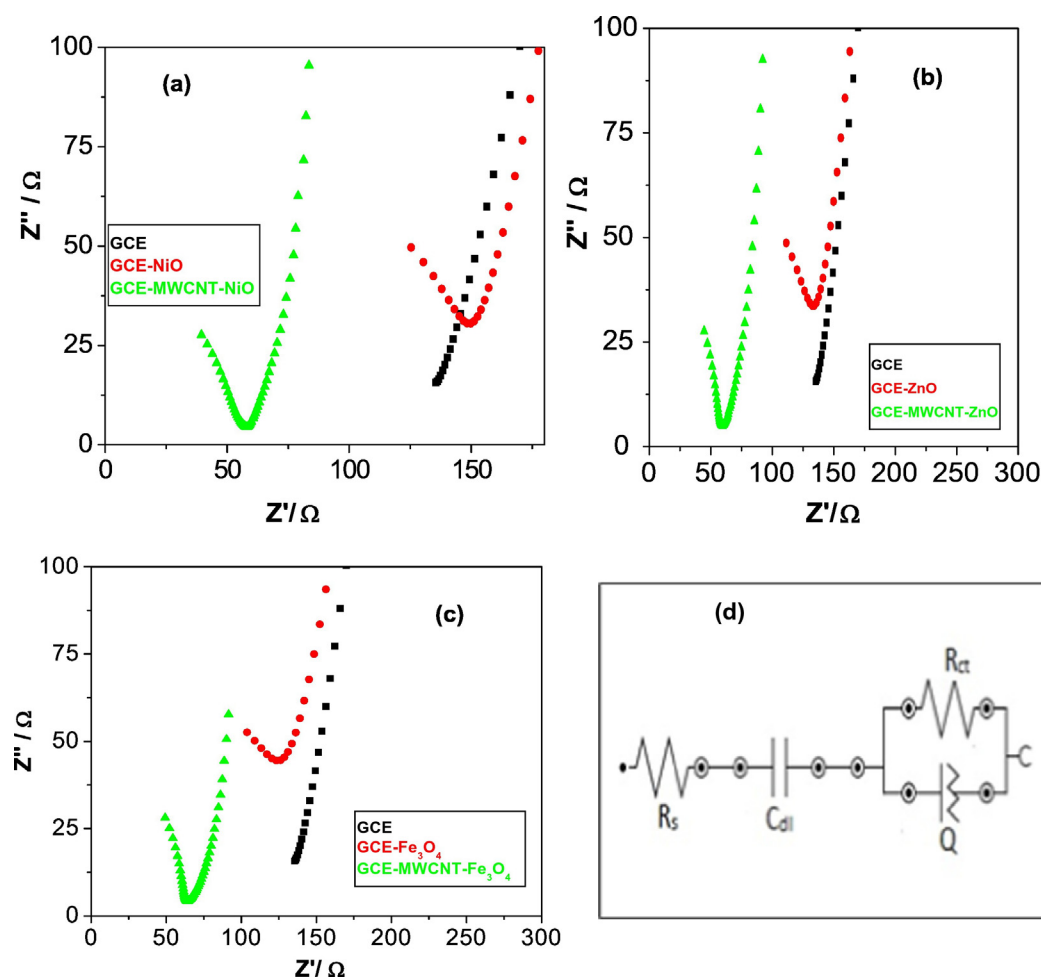 (a)
100
75
50
25
0
Z'' / Ω
GCE
GCE-NiO
GCE-MWCNT-NiO
0 50 100 150
Z'/ Ω
(b)
100
75
50
25
0
Z'' / Ω
GCE
GCE-ZnO
GCE-MWCNT-ZnO
0 50 100 150 200 250 300
Z'/ Ω
(c)
100
75
50
25
0
Z'' / Ω
GCE
GCE-Fe₃O₄
GCE-MWCNT-Fe₃O₄
0 50 100 150 200 250 300
Z'/ Ω
(d)
Rct
Rs
Cdl
Q
C